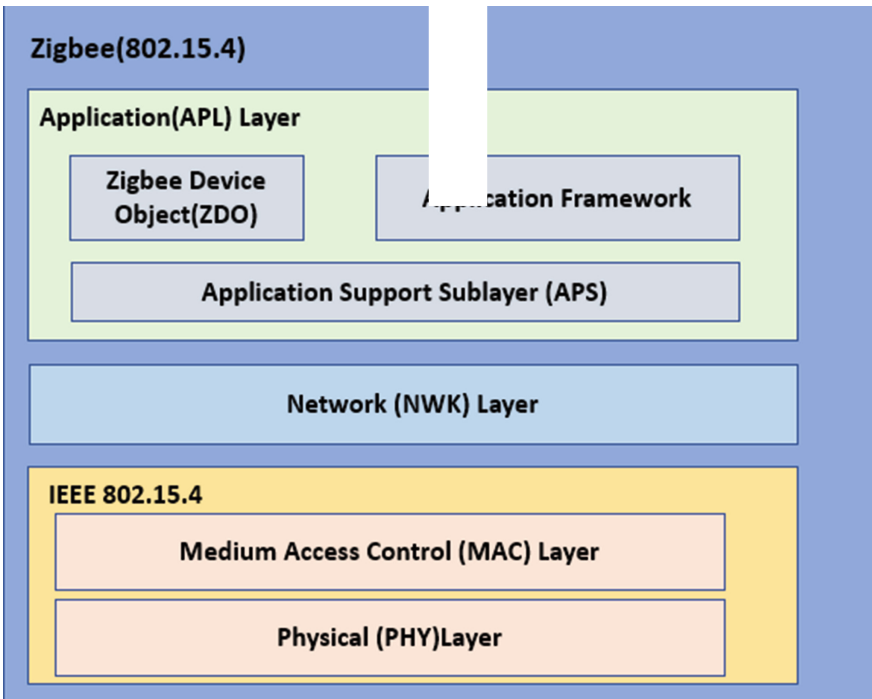 Zigbee(802.15.4)
Application(APL) Layer
Zigbee Device
Object(ZDO)
Application Framework
Application Support Sublayer (APS)
Network (NWK) Layer
IEEE 802.15.4
Medium Access Control (MAC) Layer
Physical (PHY)Layer